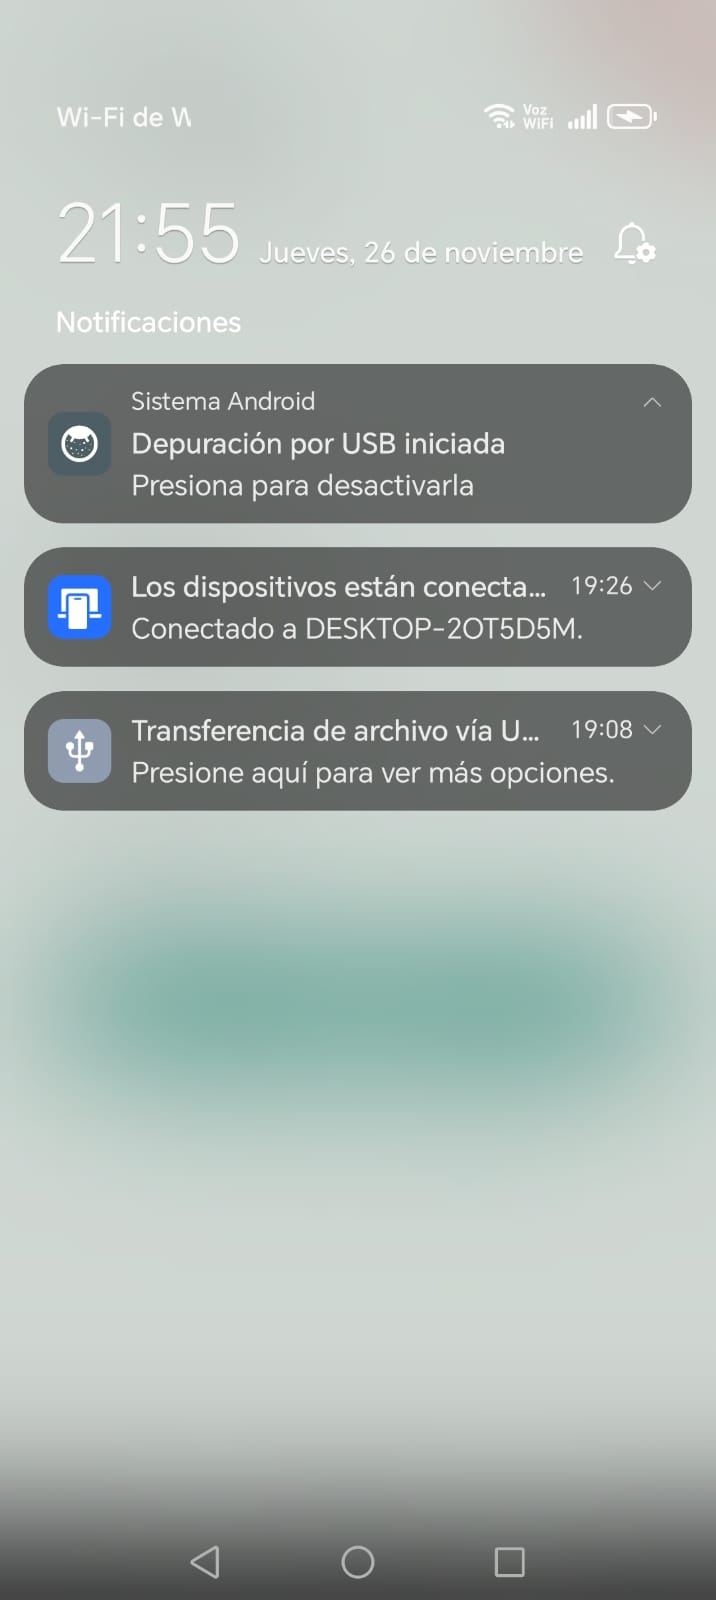 Wi-Fi de
Voz
WiFi
21:55 Jueves, 26 de noviembre
Notificaciones
Sistema Android
Depuración por USB iniciada
Presiona para desactivarla
Los dispositivos están conecta... 19:26
Conectado a DESKTOP-2OT5D5M.
Transferencia de archivo vía U... 19:08
Presione aquí para ver más opciones.